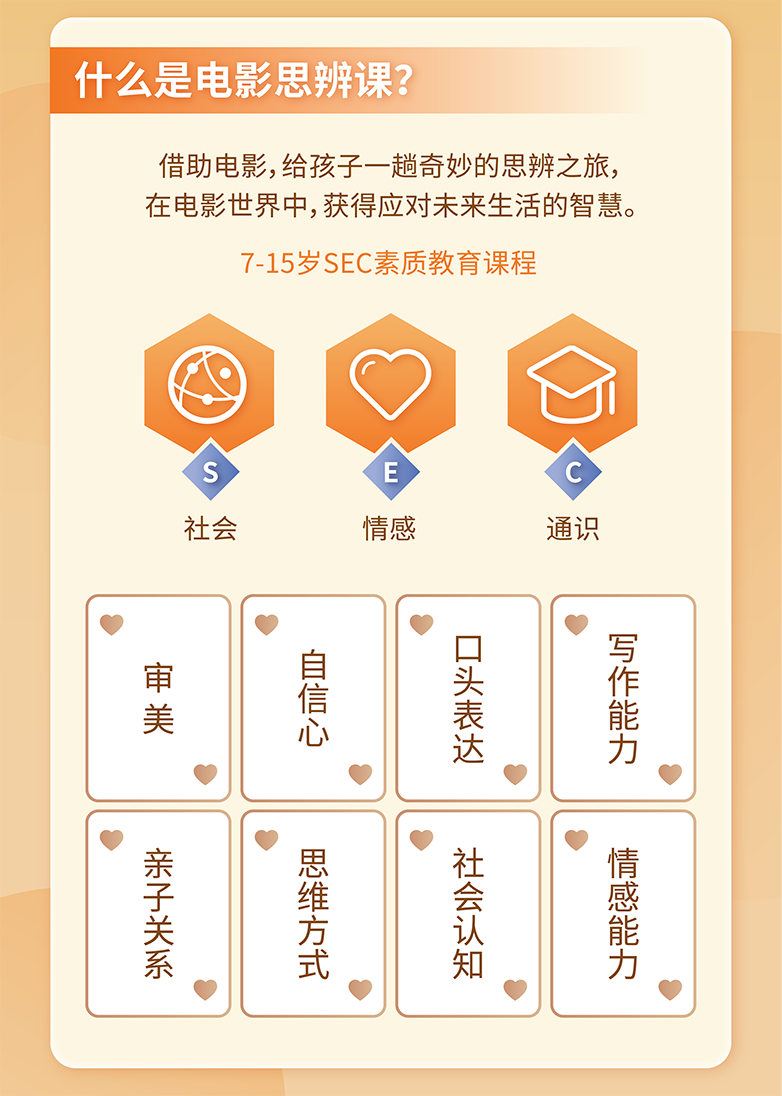 什么是电影思辨课？
借助电影，给孩子一趟奇妙的思辨之旅，
在电影世界中，获得应对未来生活的智慧。
7-15岁SEC素质教育课程
S
E
C
社会
情感
通识
审美
自信心
口头表达
写作能力
亲子关系
思维方式
社会认知
情感能力